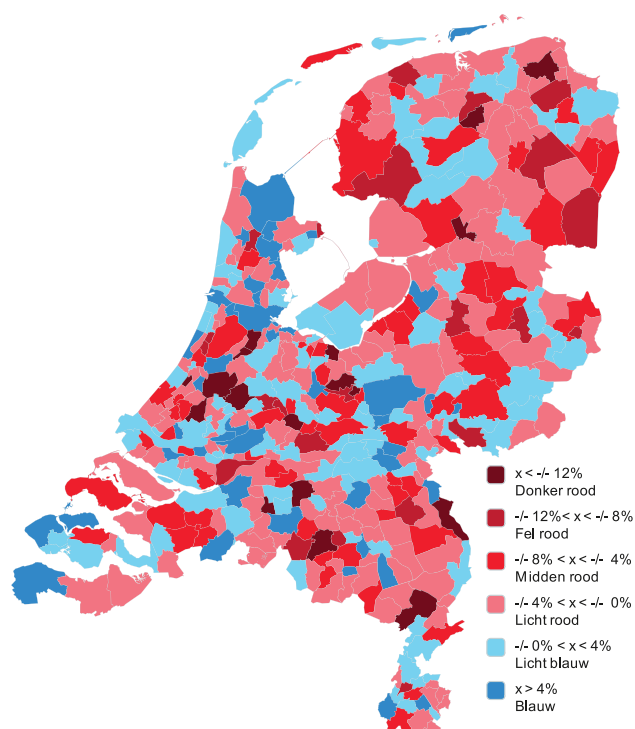 x < -/- 12%
Donker rood
-/- 12% < x < -/- 8%
Fel rood
-/- 8% < x < -/- 4%
Midden rood
-/- 4% < x < -/- 0%
Licht rood
-/- 0% < x < 4%
Licht blauw
x > 4%
Blauw